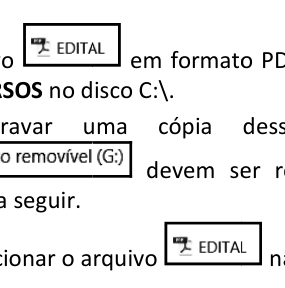 o EDITAL em formato PD
RSOS no disco C:\.
ravar uma cópia dess
o removível (G:) devem ser re
a seguir.
cionar o arquivo EDITAL na